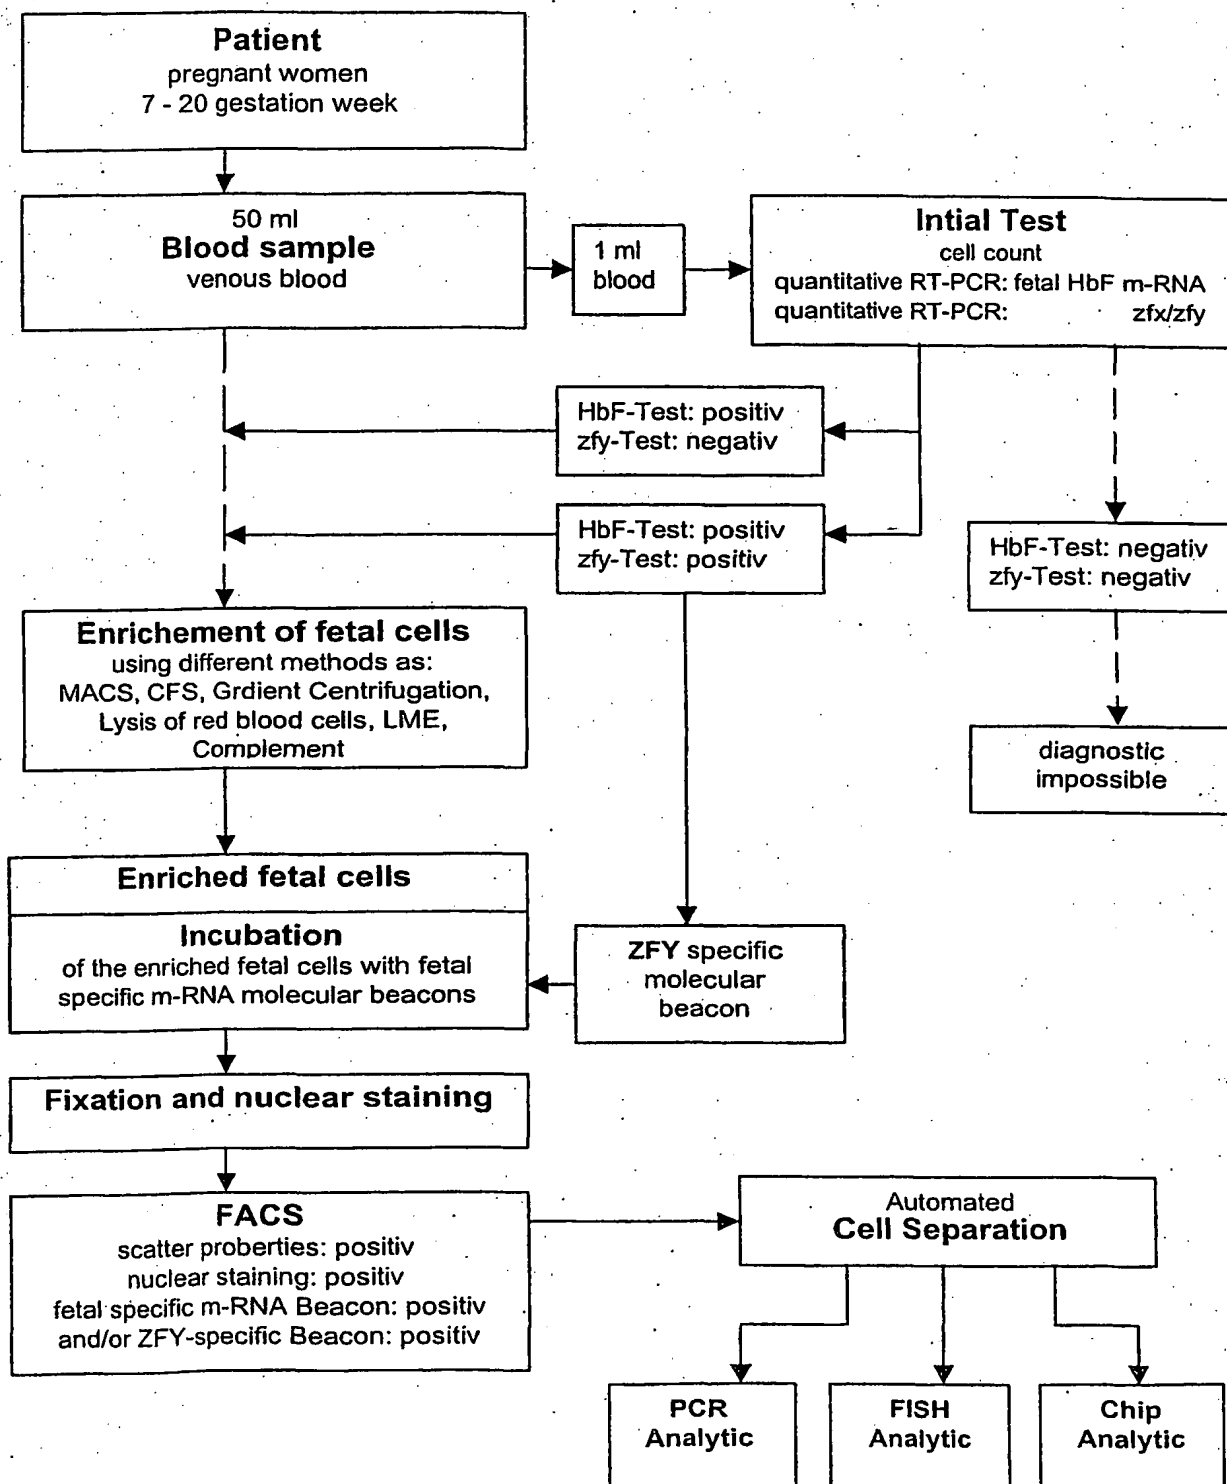 Patient
pregnant women
7 - 20 gestation week
50 ml
Blood sample
venous blood
1 ml
blood
Intial Test
cell count
quantitative RT-PCR: fetal HbF m-RNA
quantitative RT-PCR: zfx/zfy
HbF-Test: positiv
zfy-Test: negativ
HbF-Test: positiv
zfy-Test: positiv
HbF-Test: negativ
zfy-Test: negativ
diagnostic
impossible
Enrichement of fetal cells
using different methods as:
MACS, CFS, Grdient Centrifugation,
Lysis of red blood cells, LME,
Complement
Enriched fetal cells
Incubation
of the enriched fetal cells with fetal
specific m-RNA molecular beacons
ZFY specific
molecular
beacon
Fixation and nuclear staining
FACS
scatter proberties: positiv
nuclear staining: positiv
fetal specific m-RNA Beacon: positiv
and/or ZFY-specific Beacon: positiv
Automated
Cell Separation
PCR
Analytic
FISH
Analytic
Chip
Analytic